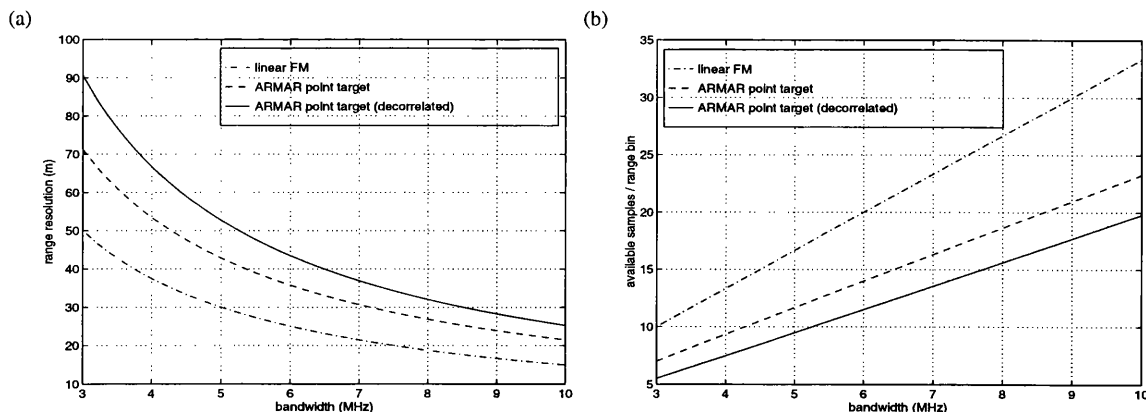 (a)
100
90
80
70
60
50
40
30
20
10
range resolution (m)
linear FM
ARMAR point target
ARMAR point target (decorrelated)
3 4 5 6 7 8 9 10
bandwidth (MHz)
(b)
35
30
25
20
15
10
5
available samples / range bin
linear FM
ARMAR point target
ARMAR point target (decorrelated)
3 4 5 6 7 8 9 10
bandwidth (MHz)